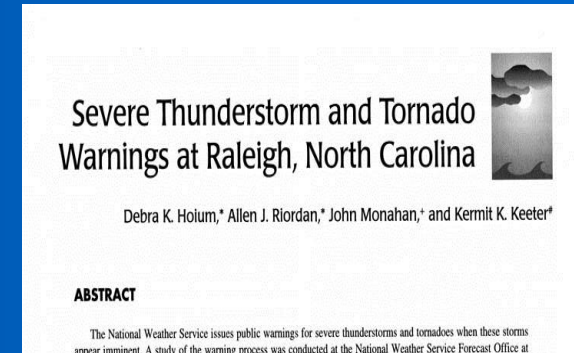 Severe Thunderstorm and Tornado
Warnings at Raleigh, North Carolina
Debra K. Hoium,* Allen J. Riordan,* John Monahan,+ and Kermit K. Keeter#
ABSTRACT
The National Weather Service issues public warnings for severe thunderstorms and tornadoes when these storms
appear imminent. A study of the warning process was conducted at the National Weather Service Forecast Office at